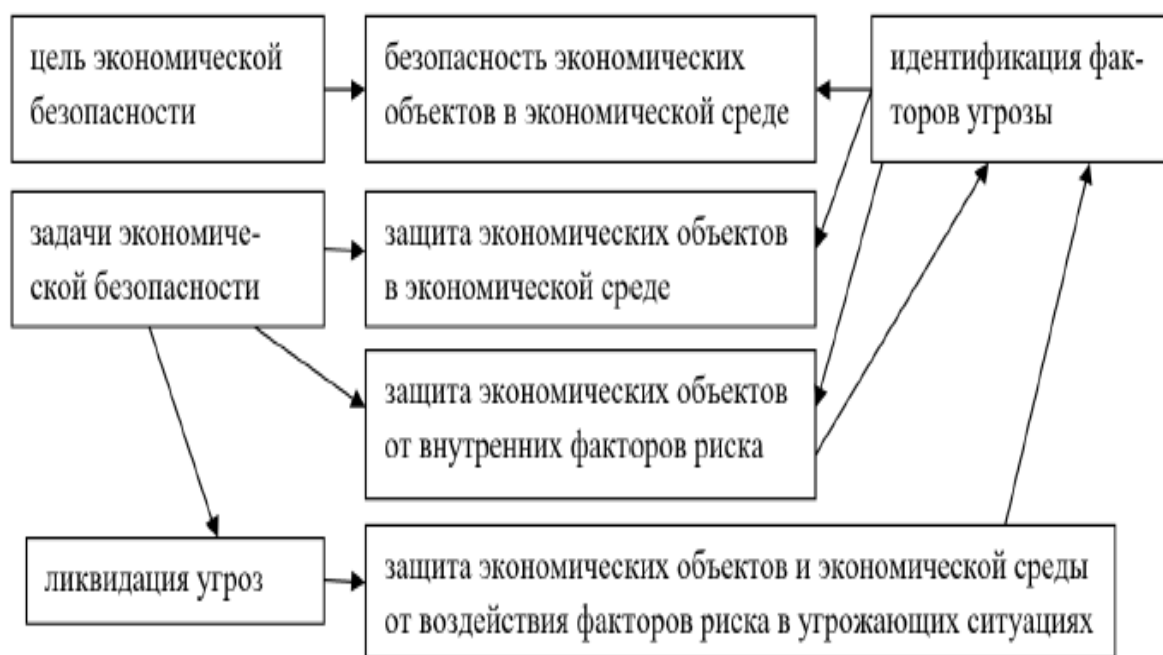 цель экономической
безопасности
безопасность экономических
объектов в экономической среде
идентификация фак-
торов угрозы
задачи экономиче-
ской безопасности
защита экономических объектов
в экономической среде
защита экономических объектов
от внутренних факторов риска
ликвидация угроз
защита экономических объектов и экономической среды
от воздействия факторов риска в угрожающих ситуациях